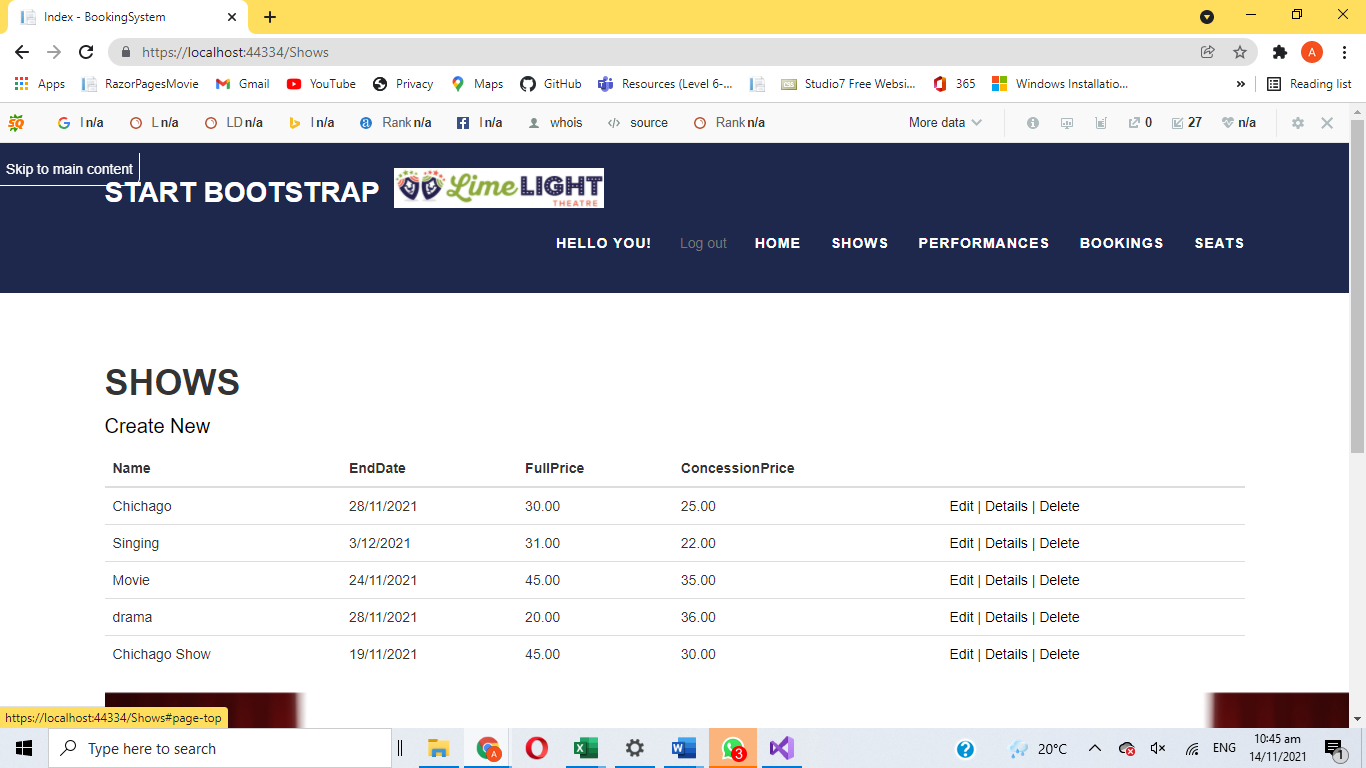 Index - BookingSystem
https://localhost:44334/Shows
A
Apps RazorPagesMovie Gmail YouTube Privacy Maps GitHub Resources (Level 6-... Studio7 Free Websi... 365 Windows Installatio... » Reading list
SQ I n/a L n/a LD n/a I n/a Rank n/a I n/a whois source Rank n/a More data 0 27 n/a
Skip to main content
START BOOTSTRAP Lime LIGHT THEATRE
HELLO YOU! Log out HOME SHOWS PERFORMANCES BOOKINGS SEATS
SHOWS
Create New
Name EndDate FullPrice ConcessionPrice
Chichago 28/11/2021 30.00 25.00 Edit | Details | Delete
Singing 3/12/2021 31.00 22.00 Edit | Details | Delete
Movie 24/11/2021 45.00 35.00 Edit | Details | Delete
drama 28/11/2021 20.00 36.00 Edit | Details | Delete
Chichago Show 19/11/2021 45.00 30.00 Edit | Details | Delete
https://localhost:44334/Shows#page-top
Type here to search A 3 20°C ENG 10:45 am
14/11/2021 1